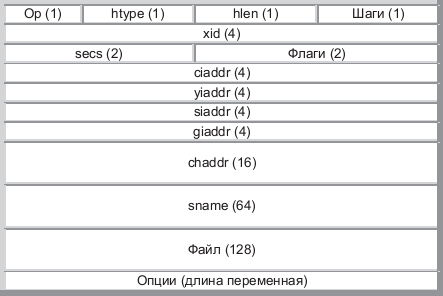 Op (1) htype (1) hlen (1) Шаги (1)
xid (4)
secs (2) Флаги (2)
ciaddr (4)
yiaddr (4)
siaddr (4)
giaddr (4)
chaddr (16)
sname (64)
Файл (128)
Опции (длина переменная)